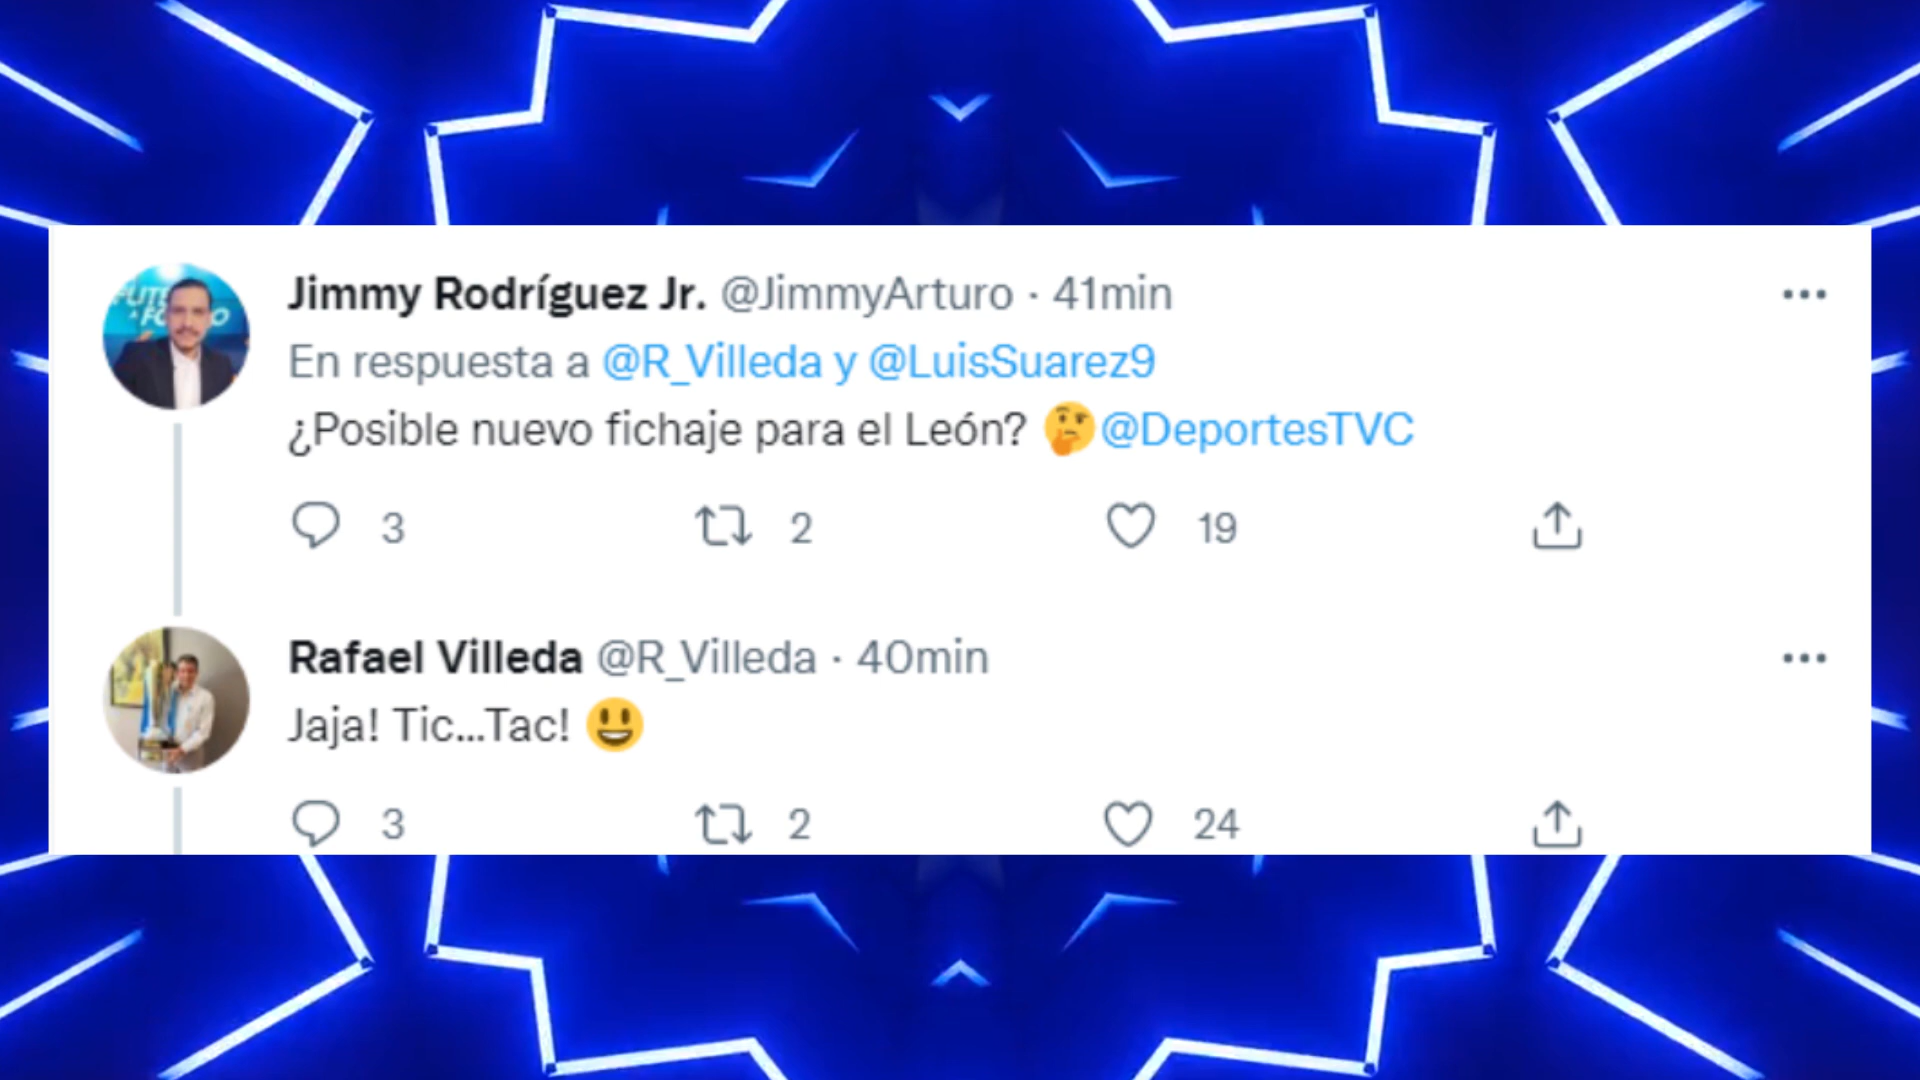 Jimmy Rodríguez Jr. @JimmyArturo · 41min
En respuesta a @R_Villeda y @LuisSuarez9
¿Posible nuevo fichaje para el León? 🤔@DeportesTVC
3 2 19
Rafael Villeda @R_Villeda · 40min
Jaja! Tic...Tac! 😃
3 2 24